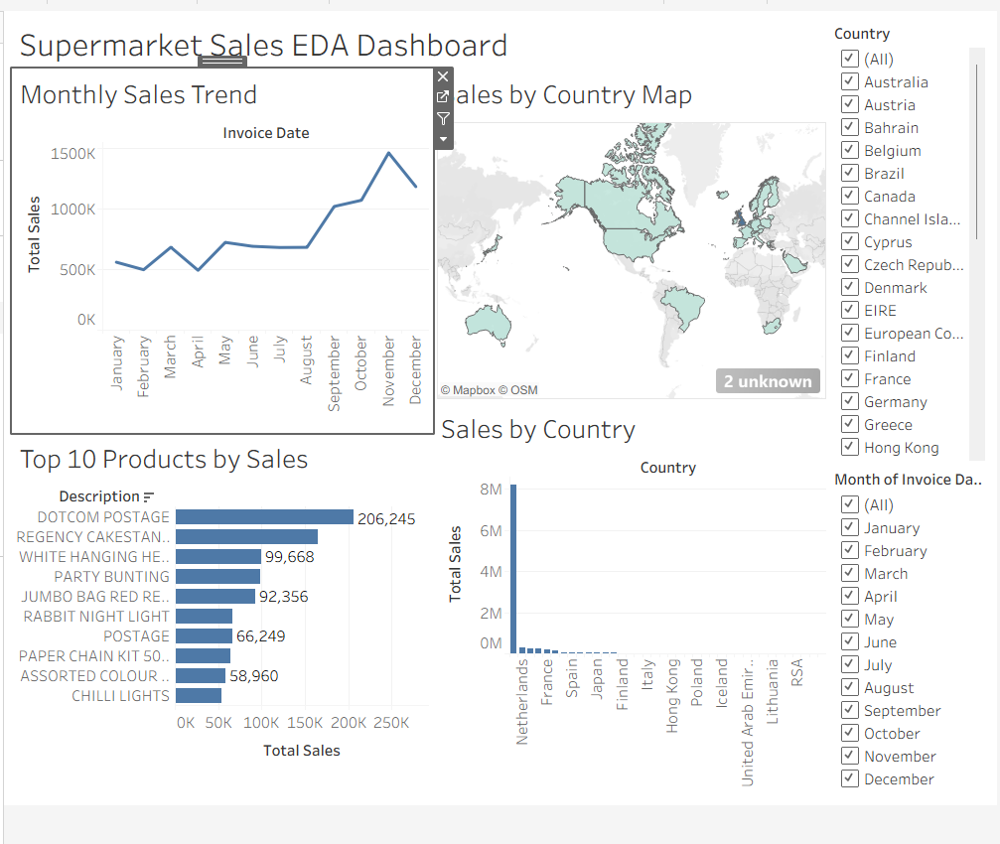 Supermarket Sales EDA Dashboard
Monthly Sales Trend
Invoice Date
1500K
1000K
500K
0K
Total Sales
January
February
March
April
May
June
July
August
September
October
November
December
ales by Country Map
© Mapbox © OSM
2 unknown
Top 10 Products by Sales
Description
DOTCOM POSTAGE 206,245
REGENCY CAKESTAN..
WHITE HANGING HE.. 99,668
PARTY BUNTING
JUMBO BAG RED RE.. 92,356
RABBIT NIGHT LIGHT
POSTAGE 66,249
PAPER CHAIN KIT 50..
ASSORTED COLOUR .. 58,960
CHILLI LIGHTS
0K 50K 100K 150K 200K 250K
Total Sales
Sales by Country
Country
8M
6M
4M
2M
0M
Total Sales
Netherlands
France
Spain
Japan
Finland
Italy
Hong Kong
Poland
Iceland
United Arab Emir..
Lithuania
RSA
Country
(All)
Australia
Austria
Bahrain
Belgium
Brazil
Canada
Channel Isla...
Cyprus
Czech Repub...
Denmark
EIRE
European Co...
Finland
France
Germany
Greece
Hong Kong
Month of Invoice Da..
(All)
January
February
March
April
May
June
July
August
September
October
November
December